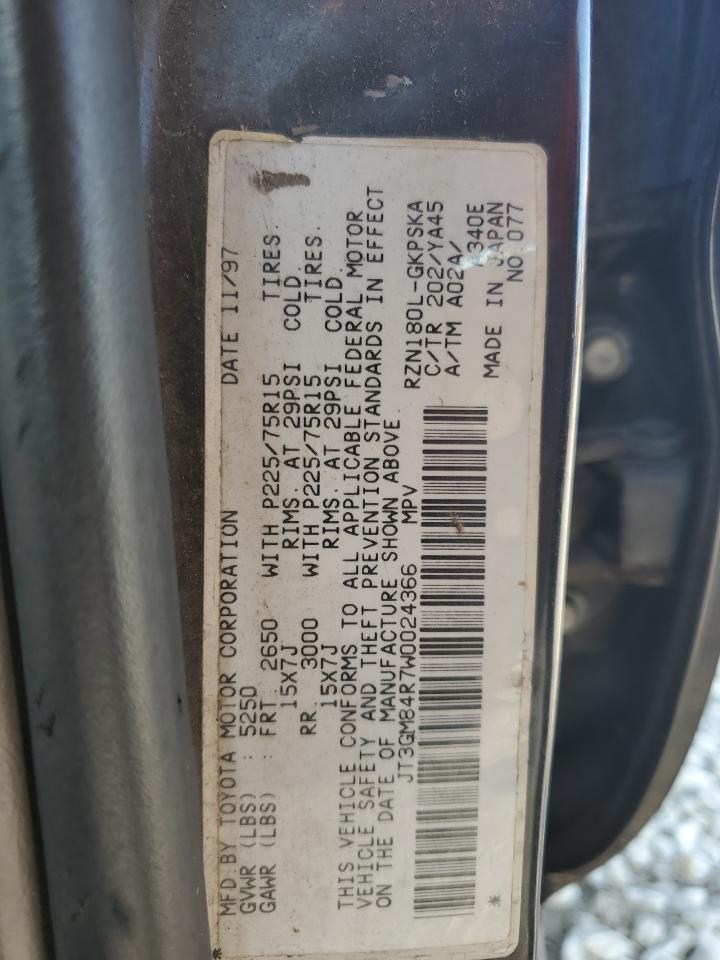 MFD.BY TOYOTA MOTOR CORPORATION DATE 11/97
GVWR (LBS) : 5250
GAWR (LBS) : FRT. 2650 WITH P225/75R15 TIRES.
15X7J RIMS. AT 29PSI COLD.
RR. 3000 WITH P225/75R15 TIRES.
15X7J RIMS. AT 29PSI COLD.
THIS VEHICLE CONFORMS TO ALL APPLICABLE FEDERAL MOTOR
VEHICLE SAFETY AND THEFT PREVENTION STANDARDS IN EFFECT
ON THE DATE OF MANUFACTURE SHOWN ABOVE.
JT3GM84R7W0024366 MPV
RZN180L-GKPSKA
C/TR 202/YA45
A/TM A02A/ A340E
MADE IN JAPAN
NO 077